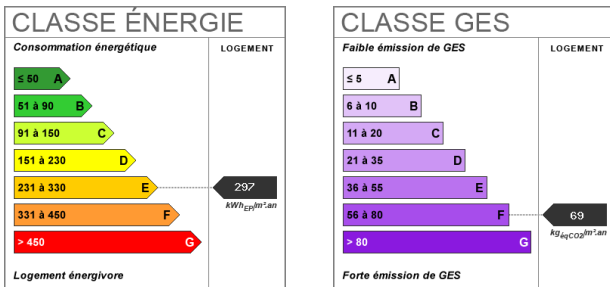 CLASSE ÉNERGIE
Consommation énergétique
LOGEMENT
≤ 50 A
51 à 90 B
91 à 150 C
151 à 230 D
231 à 330 E
297
kWhEP/m².an
331 à 450 F
> 450 G
Logement énergivore
CLASSE GES
Faible émission de GES
LOGEMENT
≤ 5 A
6 à 10 B
11 à 20 C
21 à 35 D
36 à 55 E
56 à 80 F
69
kgéqCO2/m².an
> 80 G
Forte émission de GES